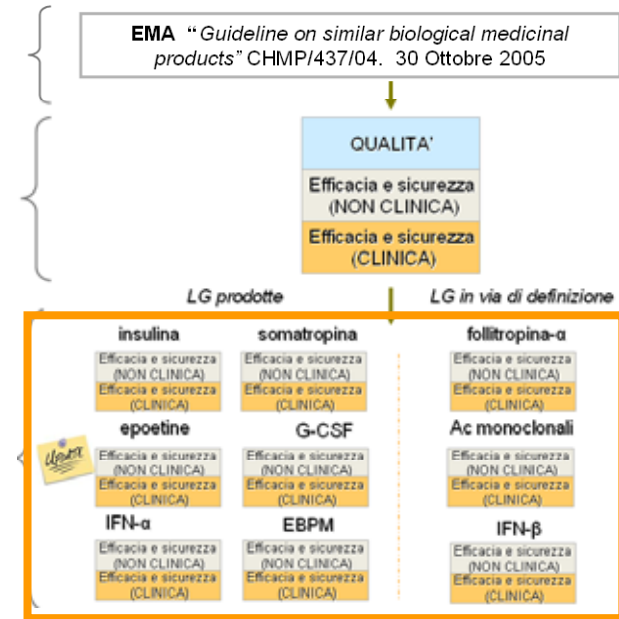 EMA “Guideline on similar biological medicinal
products” CHMP/437/04. 30 Ottobre 2005
QUALITA'
Efficacia e sicurezza
(NON CLINICA)
Efficacia e sicurezza
(CLINICA)
LG prodotte
LG in via di definizione
insulina
somatropina
follitropina-α
Efficacia e sicurezza
(NON CLINICA)
Efficacia e sicurezza
(CLINICA)
Efficacia e sicurezza
(NON CLINICA)
Efficacia e sicurezza
(CLINICA)
Efficacia e sicurezza
(NON CLINICA)
Efficacia e sicurezza
(CLINICA)
Update
epoetine
G-CSF
Ac monoclonali
Efficacia e sicurezza
(NON CLINICA)
Efficacia e sicurezza
(CLINICA)
Efficacia e sicurezza
(NON CLINICA)
Efficacia e sicurezza
(CLINICA)
Efficacia e sicurezza
(NON CLINICA)
Efficacia e sicurezza
(CLINICA)
IFN-α
EBPM
IFN-β
Efficacia e sicurezza
(NON CLINICA)
Efficacia e sicurezza
(CLINICA)
Efficacia e sicurezza
(NON CLINICA)
Efficacia e sicurezza
(CLINICA)
Efficacia e sicurezza
(NON CLINICA)
Efficacia e sicurezza
(CLINICA)